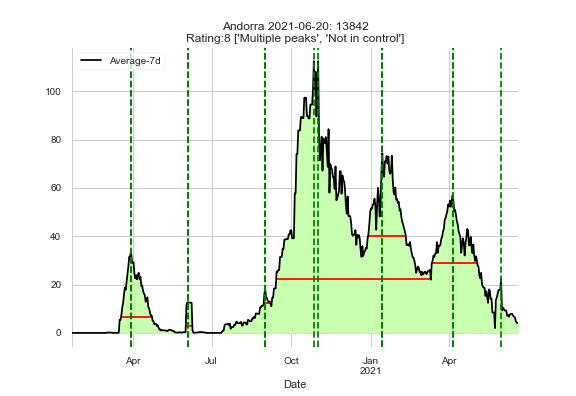 Andorra 2021-06-20: 13842
Rating:8 ['Multiple peaks', 'Not in control']
Average-7d
100
80
60
40
20
0
Apr
Jul
Oct
Jan
2021
Apr
Date